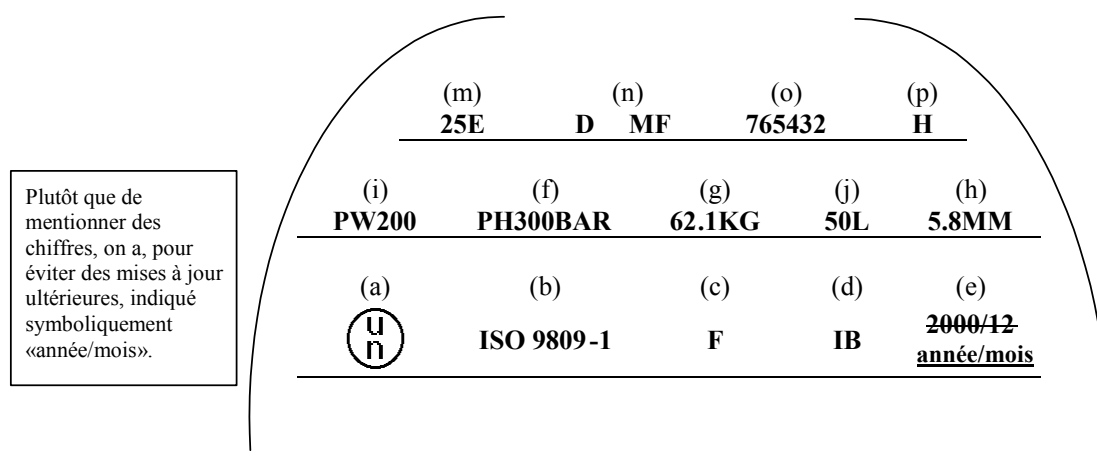 (m) (n) (o) (p)
25E D MF 765432 H
Plutôt que de
mentionner des
chiffres, on a, pour
éviter des mises à jour
ultérieures, indiqué
symboliquement
«année/mois».
(i) (f) (g) (j) (h)
PW200 PH300BAR 62.1KG 50L 5.8MM
(a) (b) (c) (d) (e)
u
n
ISO 9809-1 F IB 2000/12
année/mois